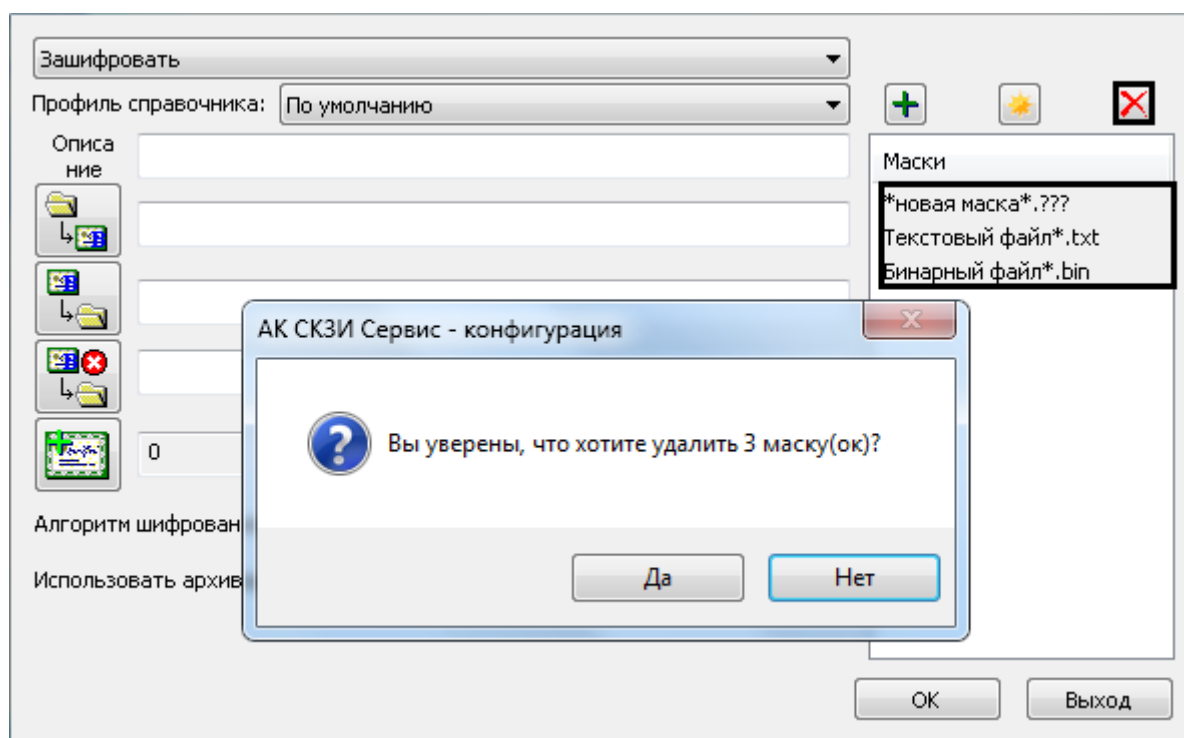 Зашифровать
Профиль справочника: По умолчанию
Описа
ние
Маски
*новая маска*.???
Текстовый файл*.txt
Бинарный файл*.bin
АК СКЗИ Сервис - конфигурация
Вы уверены, что хотите удалить 3 маску(ок)?
0
Алгоритм шифрован
Да Нет
Использовать архив
ОК Выход